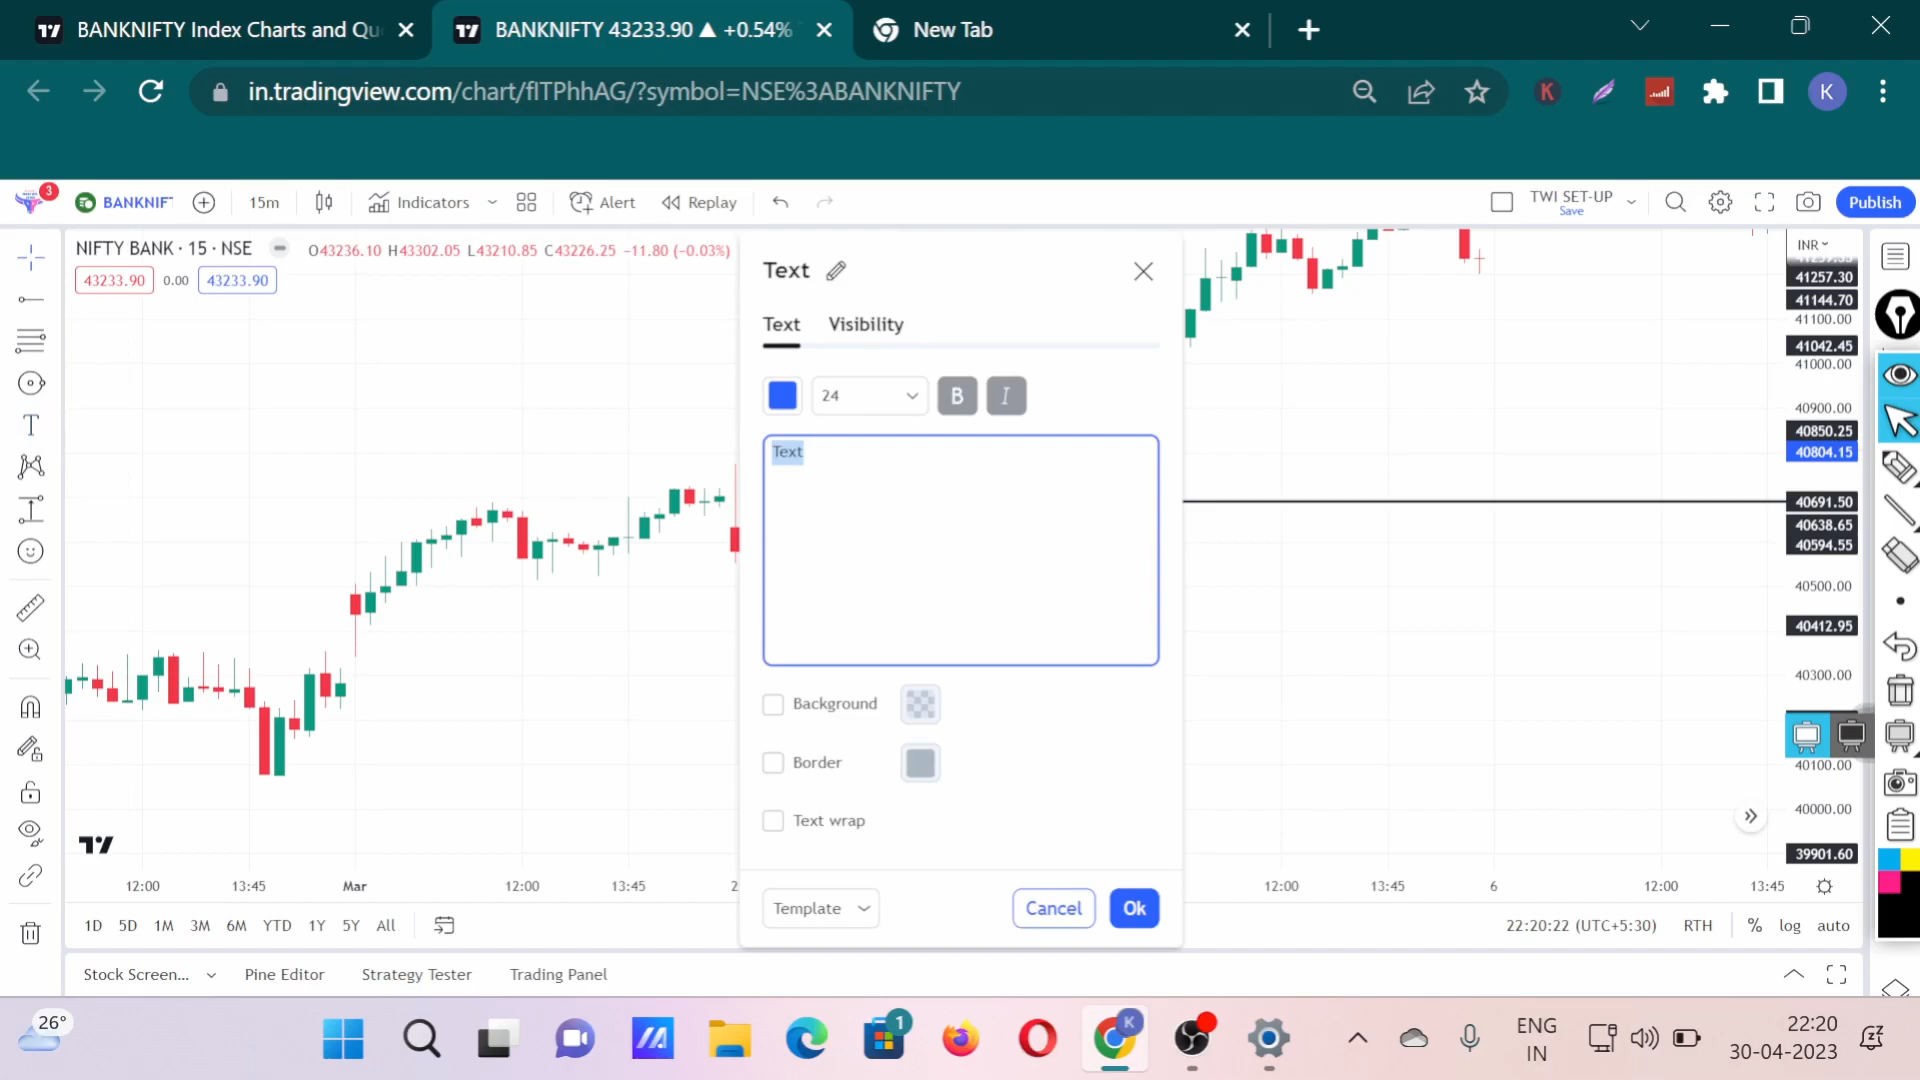 BANKNIFTY Index Charts and Qu
BANKNIFTY 43233.90 ▲ +0.54%
New Tab
in.tradingview.com/chart/flTPhhAG/?symbol=NSE%3ABANKNIFTY
K
K
3
BANKNIF
15m
Indicators
Alert
Replay
TWI SET-UP
Save
Publish
NIFTY BANK · 15 · NSE
O43236.10 H43302.05 L43210.85 C43226.25 −11.80 (−0.03%)
43233.90
0.00
43233.90
INR
41257.30
41144.70
41100.00
41042.45
41000.00
40900.00
40850.25
40804.15
40691.50
40638.65
40594.55
40500.00
40412.95
40300.00
40100.00
40000.00
39901.60
Text
Text
Visibility
24
B
I
Text
Background
Border
Text wrap
Template
Cancel
Ok
12:00
13:45
Mar
12:00
13:45
2
12:00
13:45
6
12:00
13:45
1D
5D
1M
3M
6M
YTD
1Y
5Y
All
22:20:22 (UTC+5:30)
RTH
%
log
auto
Stock Screen...
Pine Editor
Strategy Tester
Trading Panel
26°
1
K
ENG
IN
22:20
30-04-2023